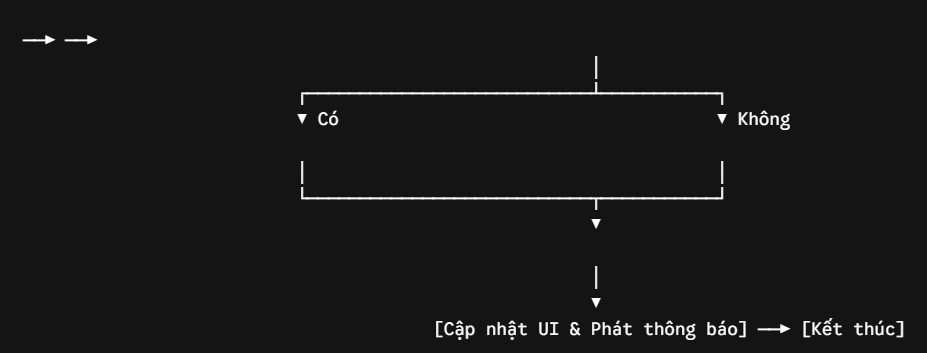 Có Không
[Cập nhật UI & Phát thông báo] ──► [Kết thúc]